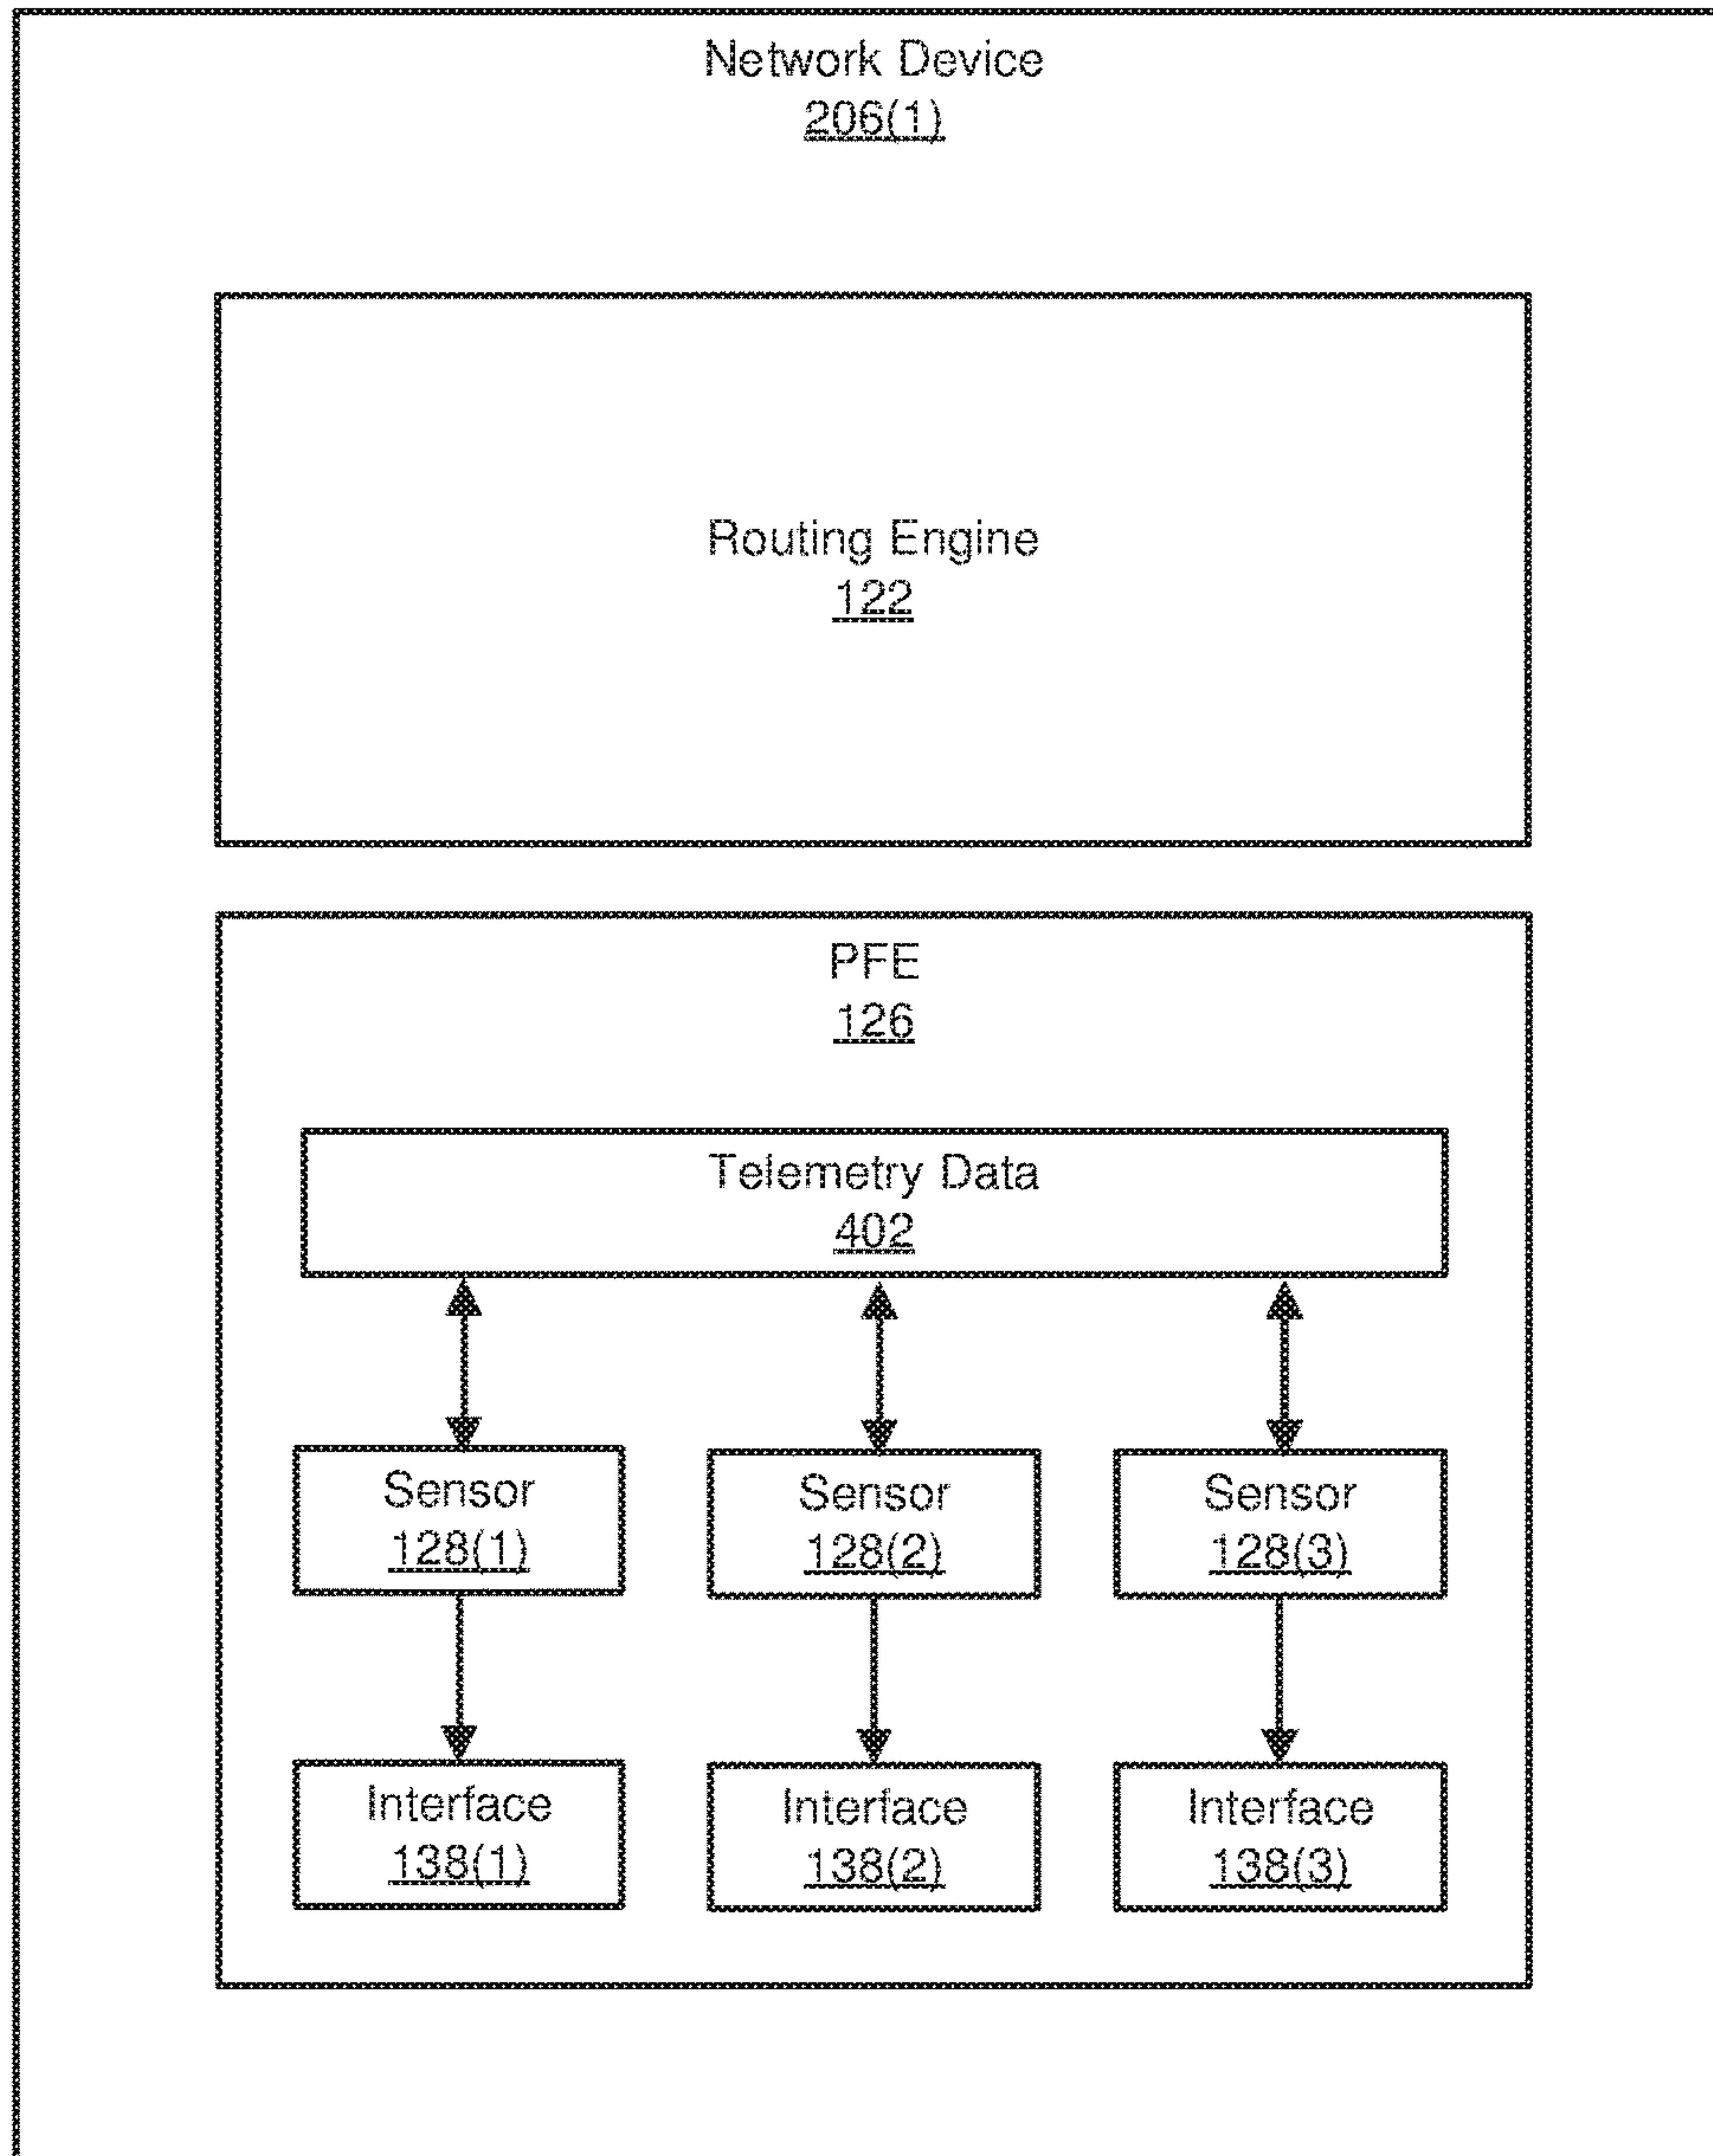 Network Device
206(1)
Routing Engine
122
PFE
126
Telemetry Data
402
Sensor
128(1)
Sensor
128(2)
Sensor
128(3)
Interface
138(1)
Interface
138(2)
Interface
138(3)